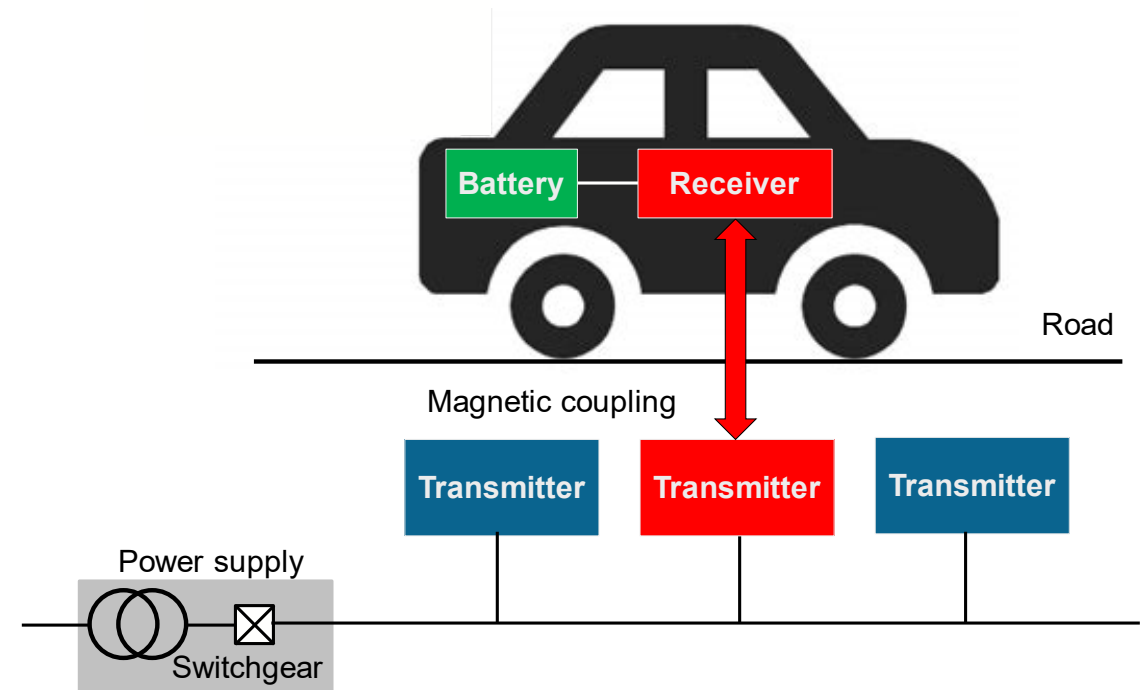 Battery
Receiver
Road
Magnetic coupling
Transmitter
Transmitter
Transmitter
Power supply
Switchgear